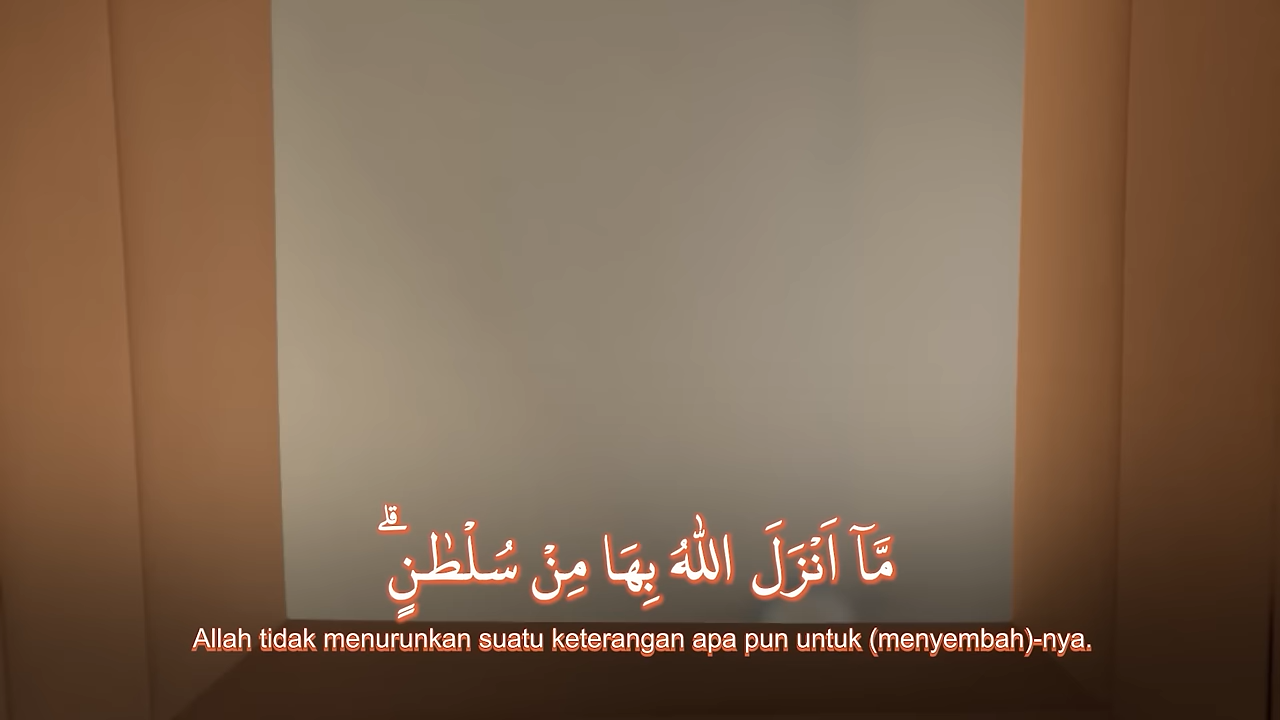 مَّآ اَنْزَلَ اللّٰهُ بِهَا مِنْ سُلْطٰنٍۗ
Allah tidak menurunkan suatu keterangan apa pun untuk (menyembah)-nya.